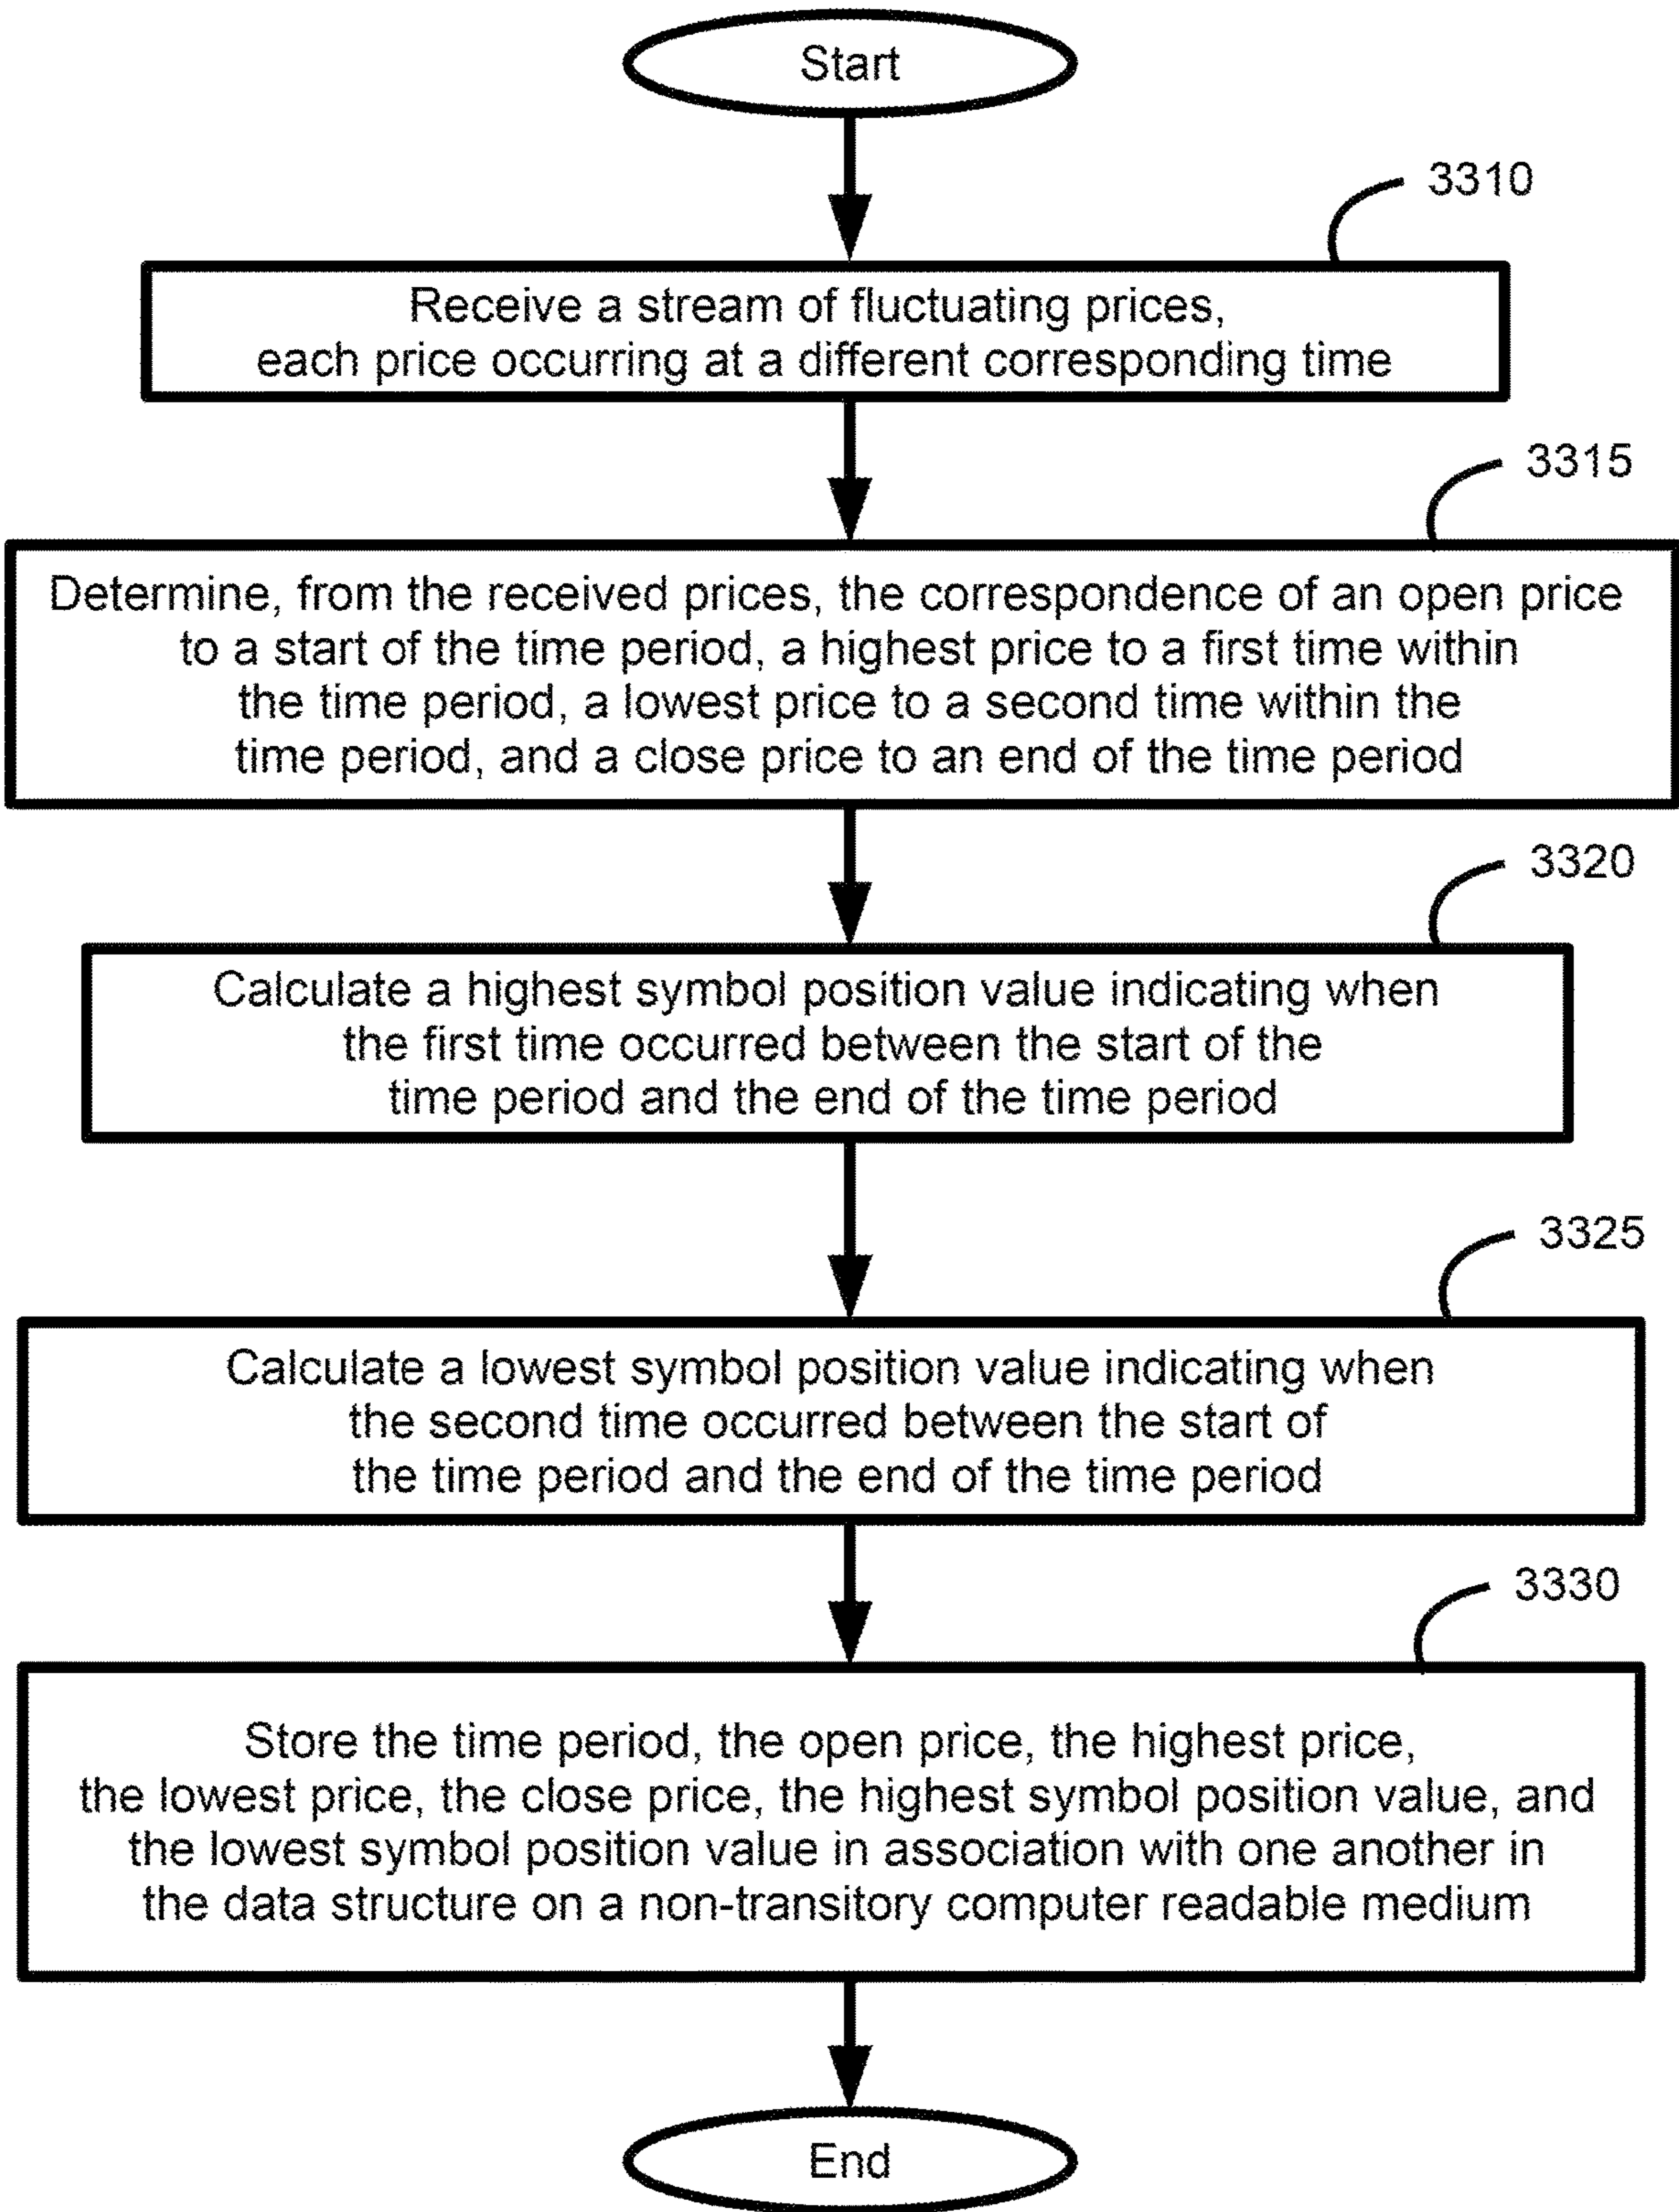 Start
3310
Receive a stream of fluctuating prices,
each price occurring at a different corresponding time
3315
Determine, from the received prices, the correspondence of an open price
to a start of the time period, a highest price to a first time within
the time period, a lowest price to a second time within the
time period, and a close price to an end of the time period
3320
Calculate a highest symbol position value indicating when
the first time occurred between the start of the
time period and the end of the time period
3325
Calculate a lowest symbol position value indicating when
the second time occurred between the start of
the time period and the end of the time period
3330
Store the time period, the open price, the highest price,
the lowest price, the close price, the highest symbol position value, and
the lowest symbol position value in association with one another in
the data structure on a non-transitory computer readable medium
End